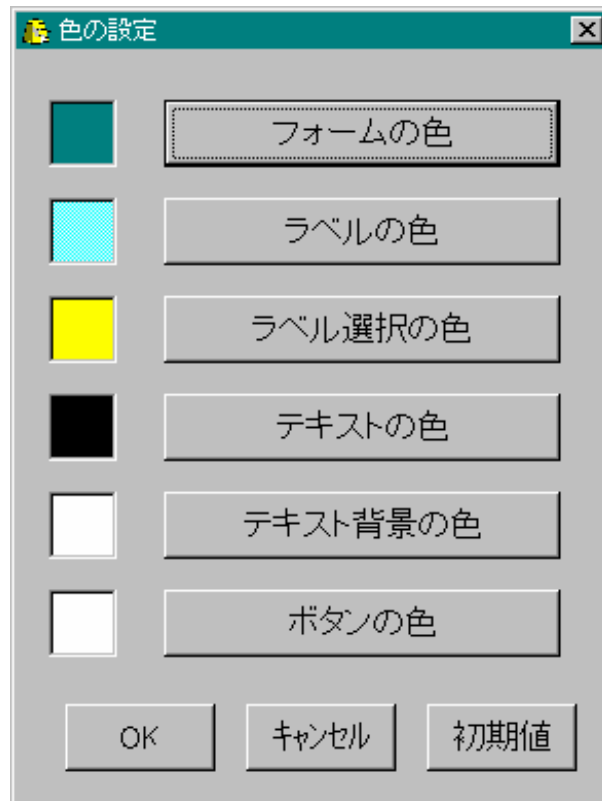 色の設定
フォームの色
ラベルの色
ラベル選択の色
テキストの色
テキスト背景の色
ボタンの色
OK ｷｬﾝｾﾙ 初期値